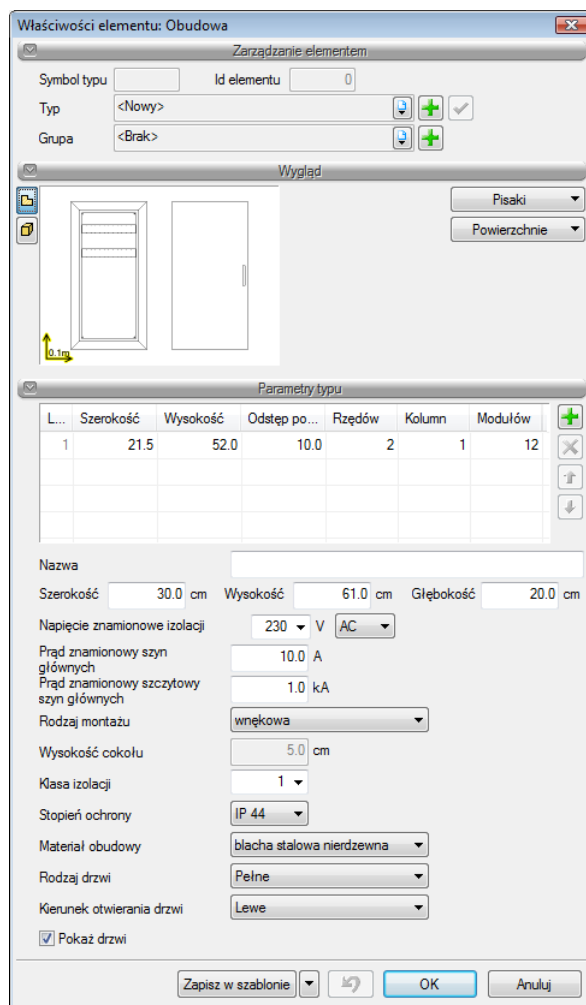 Właściwości elementu: Obudowa
Zarządzanie elementem
Symbol typu Id elementu 0
Typ <Nowy>
Grupa <Brak>
Wygląd
Pisaki
Powierzchnie
0.1m
Parametry typu
L... Szerokość Wysokość Odstęp po... Rzędów Kolumn Modułów
1 21.5 52.0 10.0 2 1 12
Nazwa
Szerokość 30.0 cm Wysokość 61.0 cm Głębokość 20.0 cm
Napięcie znamionowe izolacji 230 V AC
Prąd znamionowy szyn
głównych 10.0 A
Prąd znamionowy szczytowy
szyn głównych 1.0 kA
Rodzaj montażu wnękowa
Wysokość cokołu 5.0 cm
Klasa izolacji 1
Stopień ochrony IP 44
Materiał obudowy blacha stalowa nierdzewna
Rodzaj drzwi Pełne
Kierunek otwierania drzwi Lewe
Pokaż drzwi
Zapisz w szablonie OK Anuluj